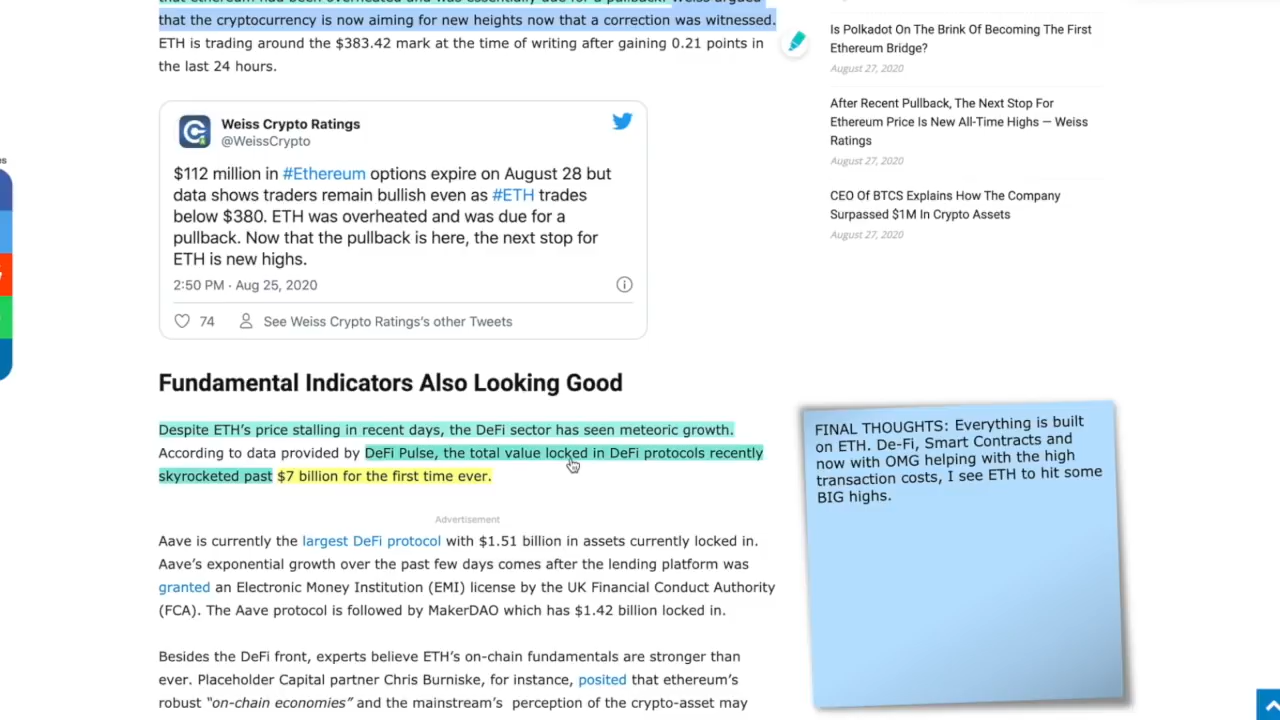 that the cryptocurrency is now aiming for new heights now that a correction was witnessed.
ETH is trading around the $383.42 mark at the time of writing after gaining 0.21 points in
the last 24 hours.
Weiss Crypto Ratings
@WeissCrypto
$112 million in #Ethereum options expire on August 28 but
data shows traders remain bullish even as #ETH trades
below $380. ETH was overheated and was due for a
pullback. Now that the pullback is here, the next stop for
ETH is new highs.
2:50 PM · Aug 25, 2020
74
See Weiss Crypto Ratings's other Tweets
Fundamental Indicators Also Looking Good
Despite ETH's price stalling in recent days, the DeFi sector has seen meteoric growth.
According to data provided by DeFi Pulse, the total value locked in DeFi protocols recently
skyrocketed past $7 billion for the first time ever.
Advertisement
Aave is currently the largest DeFi protocol with $1.51 billion in assets currently locked in.
Aave's exponential growth over the past few days comes after the lending platform was
granted an Electronic Money Institution (EMI) license by the UK Financial Conduct Authority
(FCA). The Aave protocol is followed by MakerDAO which has $1.42 billion locked in.
Besides the DeFi front, experts believe ETH's on-chain fundamentals are stronger than
ever. Placeholder Capital partner Chris Burniske, for instance, posited that ethereum's
robust "on-chain economies" and the mainstream's perception of the crypto-asset may
Is Polkadot On The Brink Of Becoming The First
Ethereum Bridge?
August 27, 2020
After Recent Pullback, The Next Stop For
Ethereum Price Is New All-Time Highs — Weiss
Ratings
August 27, 2020
CEO Of BTCS Explains How The Company
Surpassed $1M In Crypto Assets
August 27, 2020
FINAL THOUGHTS: Everything is built
on ETH. De-Fi, Smart Contracts and
now with OMG helping with the high
transaction costs, I see ETH to hit some
BIG highs.